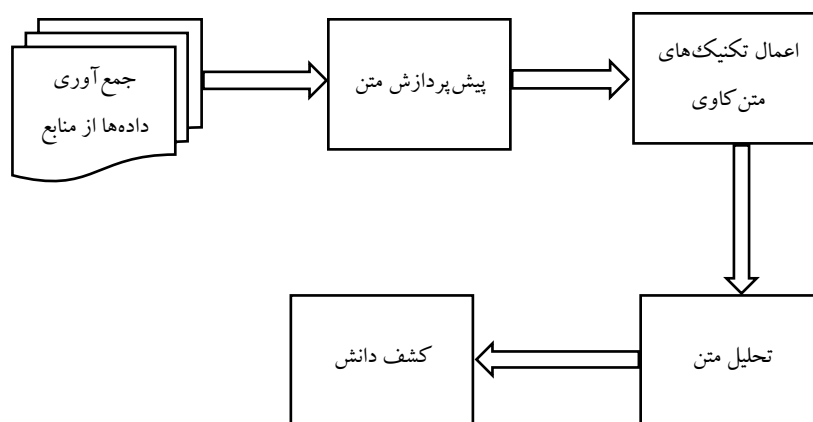 جمع‌آوری
داده‌ها از منابع
پیش‌پردازش متن
اعمال تکنیک‌های
متن‌کاوی
تحلیل متن
کشف دانش